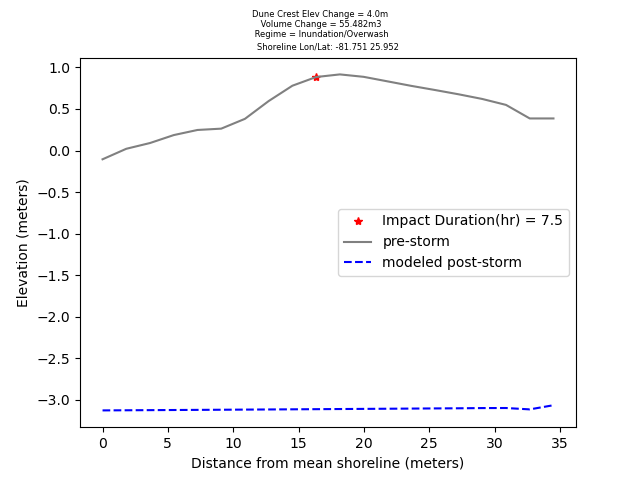 Dune Crest Elev Change = 4.0m
Volume Change = 55.482m3
Regime = Inundation/Overwash
Shoreline Lon/Lat: -81.751 25.952
1.0
0.5
0.0
−0.5
−1.0
−1.5
−2.0
−2.5
−3.0
Elevation (meters)
Impact Duration(hr) = 7.5
pre-storm
modeled post-storm
0 5 10 15 20 25 30 35
Distance from mean shoreline (meters)